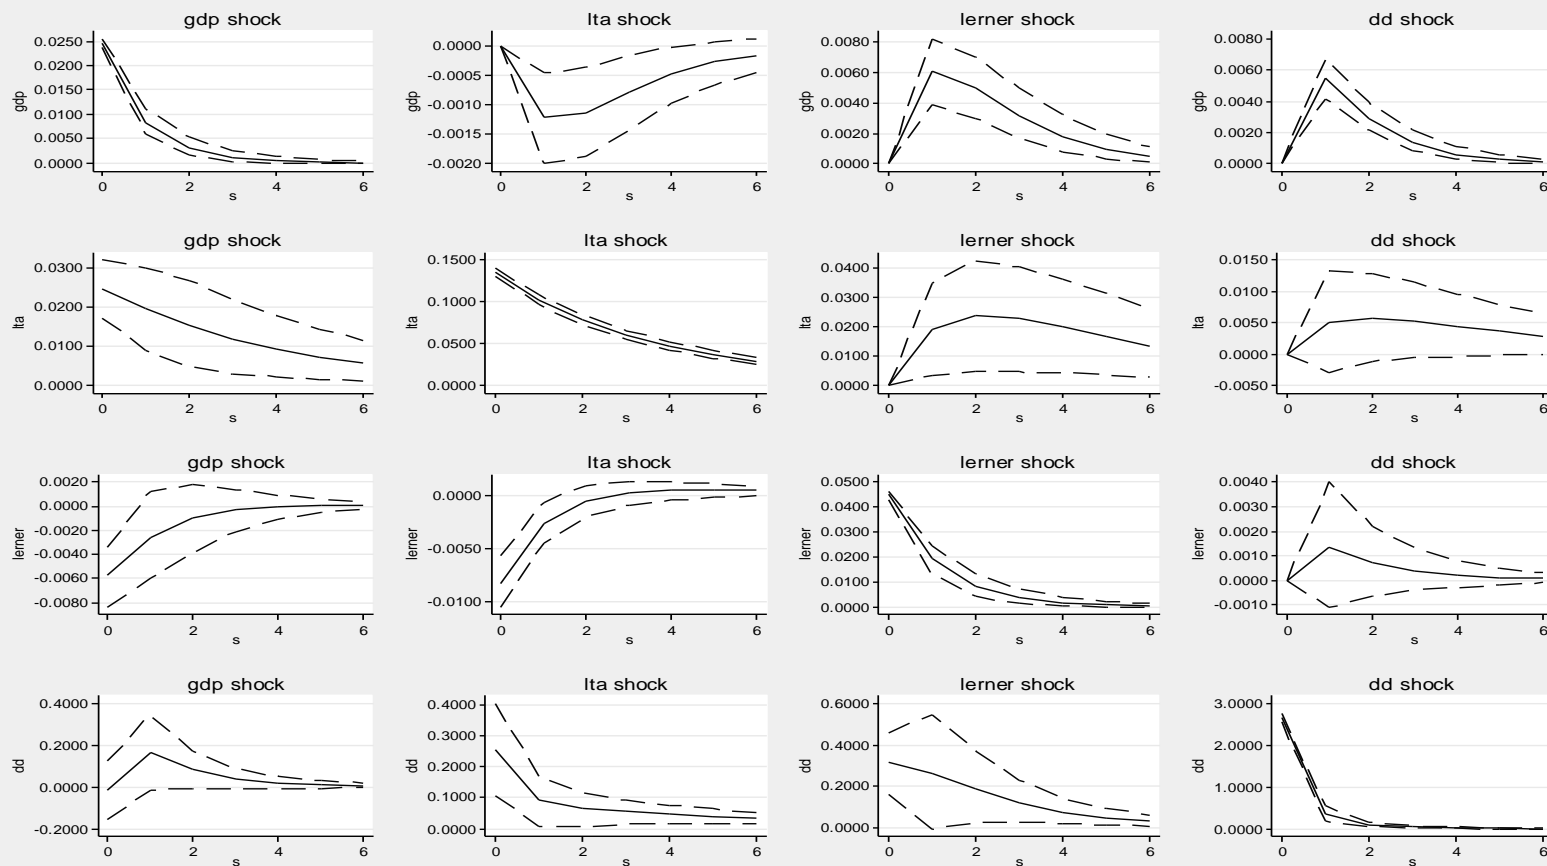 gdp shock lta shock lerner shock dd shock
0.0250 0.0000 0.0080 0.0080
0.0200 -0.0005 0.0060 0.0060
0.0150 -0.0010 0.0040 0.0040
0.0100 -0.0015 0.0020 0.0020
0.0050 -0.0020 0.0000 0.0000
0.0000
gdp gdp gdp gdp
0 2 4 6 0 2 4 6 0 2 4 6 0 2 4 6
s s s s
gdp shock lta shock lerner shock dd shock
0.0300 0.1500 0.0400 0.0150
0.0200 0.1000 0.0300 0.0100
0.0100 0.0500 0.0200 0.0050
0.0000 0.0000 0.0100 0.0000
0.0000 -0.0050
lta lta lta lta
0 2 4 6 0 2 4 6 0 2 4 6 0 2 4 6
s s s s
gdp shock lta shock lerner shock dd shock
0.0020 0.0000 0.0500 0.0040
0.0000 -0.0050 0.0400 0.0030
-0.0020 -0.0100 0.0300 0.0020
-0.0040 0.0200 0.0010
-0.0060 0.0100 0.0000
-0.0080 0.0000 -0.0010
lerner lerner lerner lerner
0 2 4 6 0 2 4 6 0 2 4 6 0 2 4 6
s s s s
gdp shock lta shock lerner shock dd shock
0.4000 0.4000 0.6000 3.0000
0.2000 0.3000 0.4000 2.0000
0.0000 0.2000 0.2000 1.0000
-0.2000 0.1000 0.0000 0.0000
0.0000
dd dd dd dd
0 2 4 6 0 2 4 6 0 2 4 6 0 2 4 6
s s s s